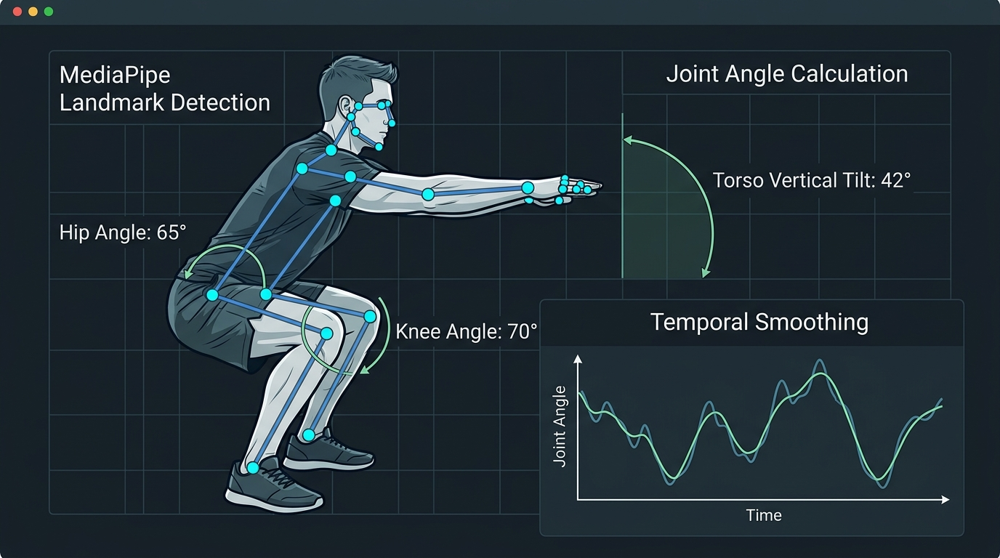 MediaPipe
Landmark Detection
Joint Angle Calculation
Torso Vertical Tilt: 42°
Hip Angle: 65°
Knee Angle: 70°
Temporal Smoothing
Joint Angle
Time